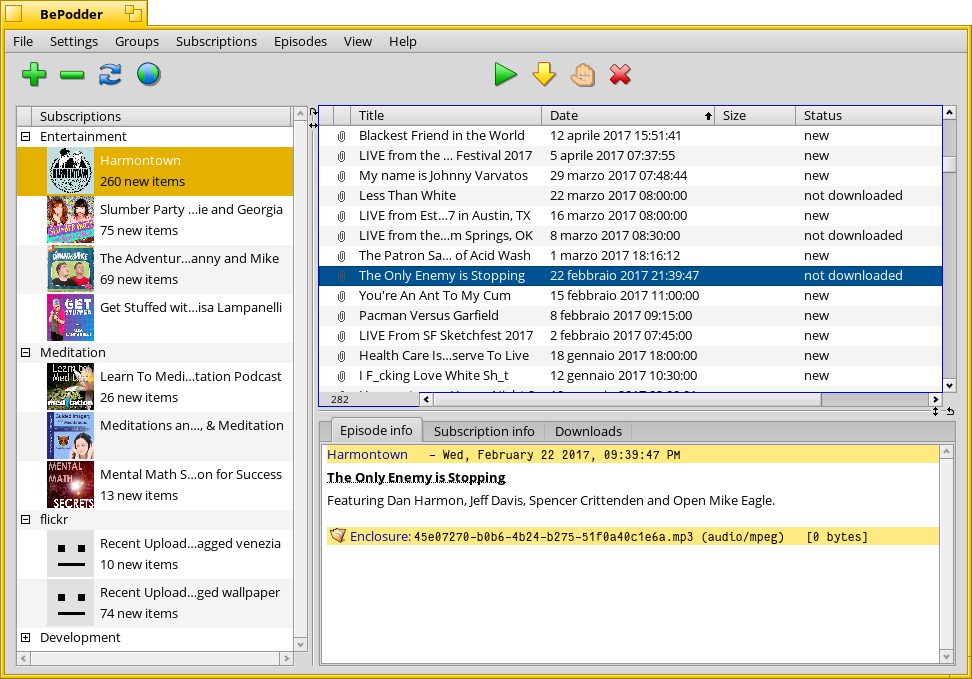 BePodder
File Settings Groups Subscriptions Episodes View Help
Subscriptions
Entertainment
Harmontown
260 new items
Slumber Party ...ie and Georgia
75 new items
The Adventur...anny and Mike
69 new items
Get Stuffed wit...isa Lampanelli
Meditation
Learn To Medi...tation Podcast
26 new items
Meditations an..., & Meditation
Mental Math S...on for Success
13 new items
flickr
Recent Upload...agged venezia
10 new items
Recent Upload...ged wallpaper
74 new items
Development
Title Date Size Status
Blackest Friend in the World 12 aprile 2017 15:51:41 new
LIVE from the ... Festival 2017 5 aprile 2017 07:37:55 new
My name is Johnny Varvatos 29 marzo 2017 07:48:44 new
Less Than White 22 marzo 2017 08:00:00 not downloaded
LIVE from Est...7 in Austin, TX 16 marzo 2017 08:00:00 new
LIVE from the...m Springs, OK 8 marzo 2017 08:30:00 not downloaded
The Patron Sa... of Acid Wash 1 marzo 2017 18:16:12 new
The Only Enemy is Stopping 22 febbraio 2017 21:39:47 not downloaded
You're An Ant To My Cum 15 febbraio 2017 11:00:00 new
Pacman Versus Garfield 8 febbraio 2017 09:15:00 new
LIVE From SF Sketchfest 2017 2 febbraio 2017 07:45:00 new
Health Care Is...serve To Live 18 gennaio 2017 18:00:00 new
I F_cking Love White Sh_t 12 gennaio 2017 10:30:00 new
282
Episode info Subscription info Downloads
Harmontown – Wed, February 22 2017, 09:39:47 PM
The Only Enemy is Stopping
Featuring Dan Harmon, Jeff Davis, Spencer Crittenden and Open Mike Eagle.
Enclosure: 45e07270-b0b6-4b24-b275-51f0a40c1e6a.mp3 (audio/mpeg) [0 bytes]